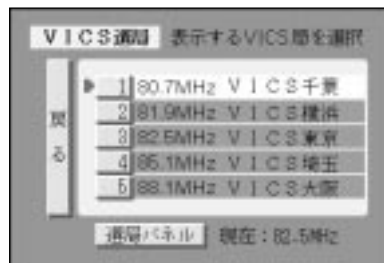 VICS選局 表示するVICS局を選択
戻る
1 80.7MHz VICS千葉
2 81.9MHz VICS横浜
3 82.5MHz VICS東京
4 85.1MHz VICS埼玉
5 88.1MHz VICS大阪
選局パネル 現在：82.5MHz